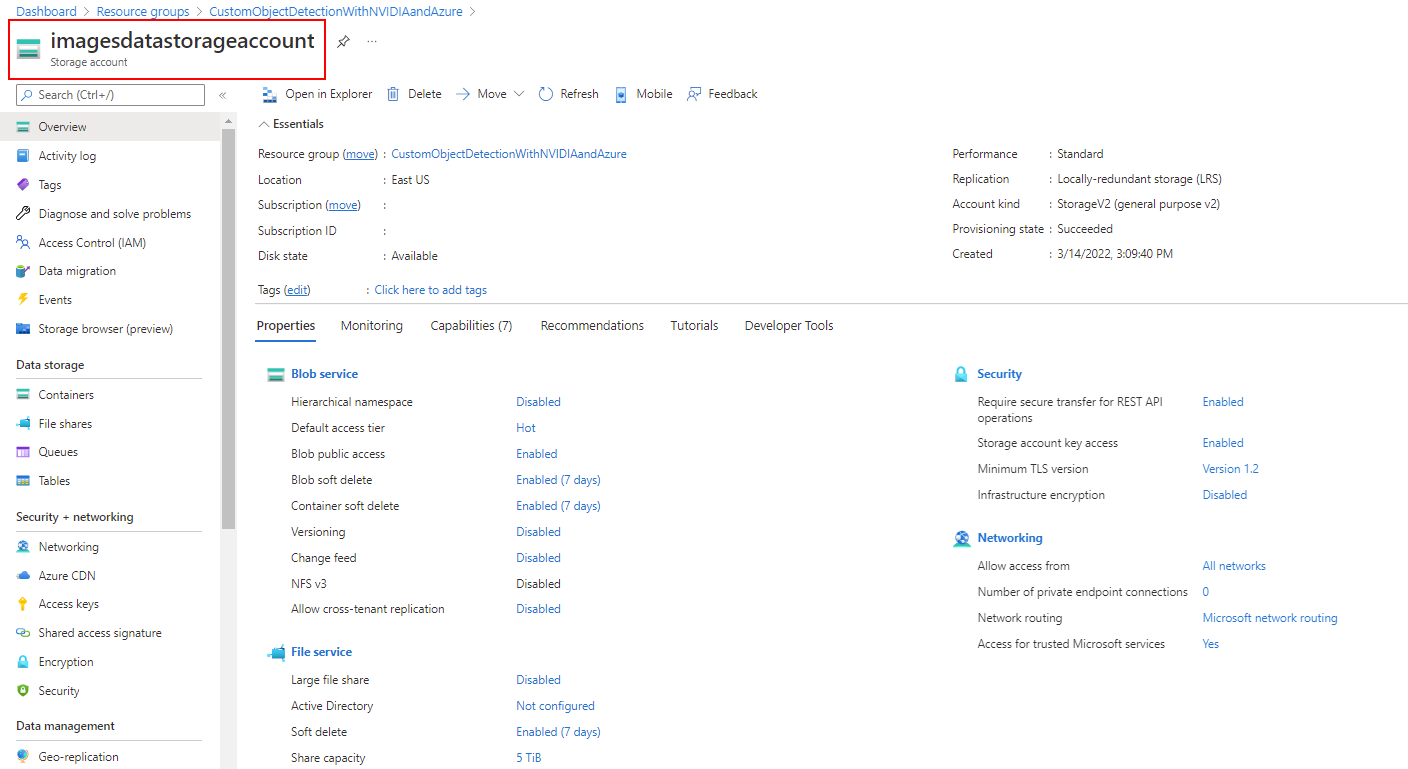 Dashboard > Resource groups > CustomObjectDetectionWithNVIDIAandAzure >
imagesdatastorageaccount ...
Storage account
Search (Ctrl+/) «
Overview
Activity log
Tags
Diagnose and solve problems
Access Control (IAM)
Data migration
Events
Storage browser (preview)
Data storage
Containers
File shares
Queues
Tables
Security + networking
Networking
Azure CDN
Access keys
Shared access signature
Encryption
Security
Data management
Geo-replication
Open in Explorer Delete Move Refresh Mobile Feedback
Essentials
Resource group (move) : CustomObjectDetectionWithNVIDIAandAzure
Location : East US
Subscription (move) :
Subscription ID :
Disk state : Available
Performance : Standard
Replication : Locally-redundant storage (LRS)
Account kind : StorageV2 (general purpose v2)
Provisioning state : Succeeded
Created : 3/14/2022, 3:09:40 PM
Tags (edit) : Click here to add tags
Properties Monitoring Capabilities (7) Recommendations Tutorials Developer Tools
Blob service
Hierarchical namespace Disabled
Default access tier Hot
Blob public access Enabled
Blob soft delete Enabled (7 days)
Container soft delete Enabled (7 days)
Versioning Disabled
Change feed Disabled
NFS v3 Disabled
Allow cross-tenant replication Disabled
File service
Large file share Disabled
Active Directory Not configured
Soft delete Enabled (7 days)
Share capacity 5 TiB
Security
Require secure transfer for REST API Enabled
operations
Storage account key access Enabled
Minimum TLS version Version 1.2
Infrastructure encryption Disabled
Networking
Allow access from All networks
Number of private endpoint connections 0
Network routing Microsoft network routing
Access for trusted Microsoft services Yes